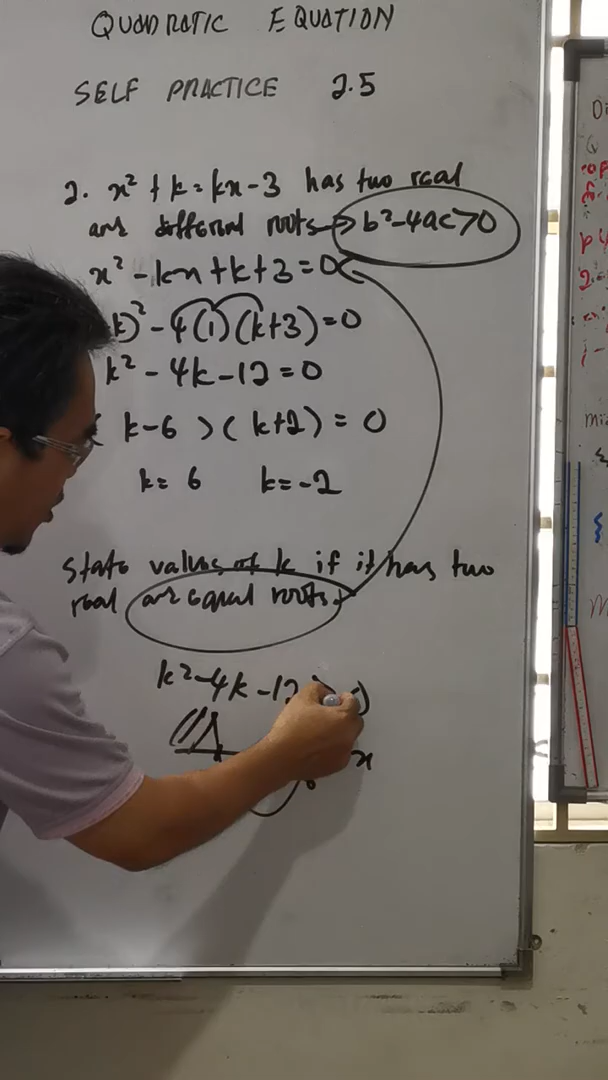 QUADRATIC EQUATION
SELF PRACTICE 2.5
2. x² + k = kx - 3 has two real
and different roots → b² - 4ac > 0
x² - kx + k + 3 = 0
k)² - 4(1)(k+3) = 0
k² - 4k - 12 = 0
( k-6 )( k+2 ) = 0
k = 6 k = -2
State values of k if it has two
real and equal roots.
k² - 4k - 12
x